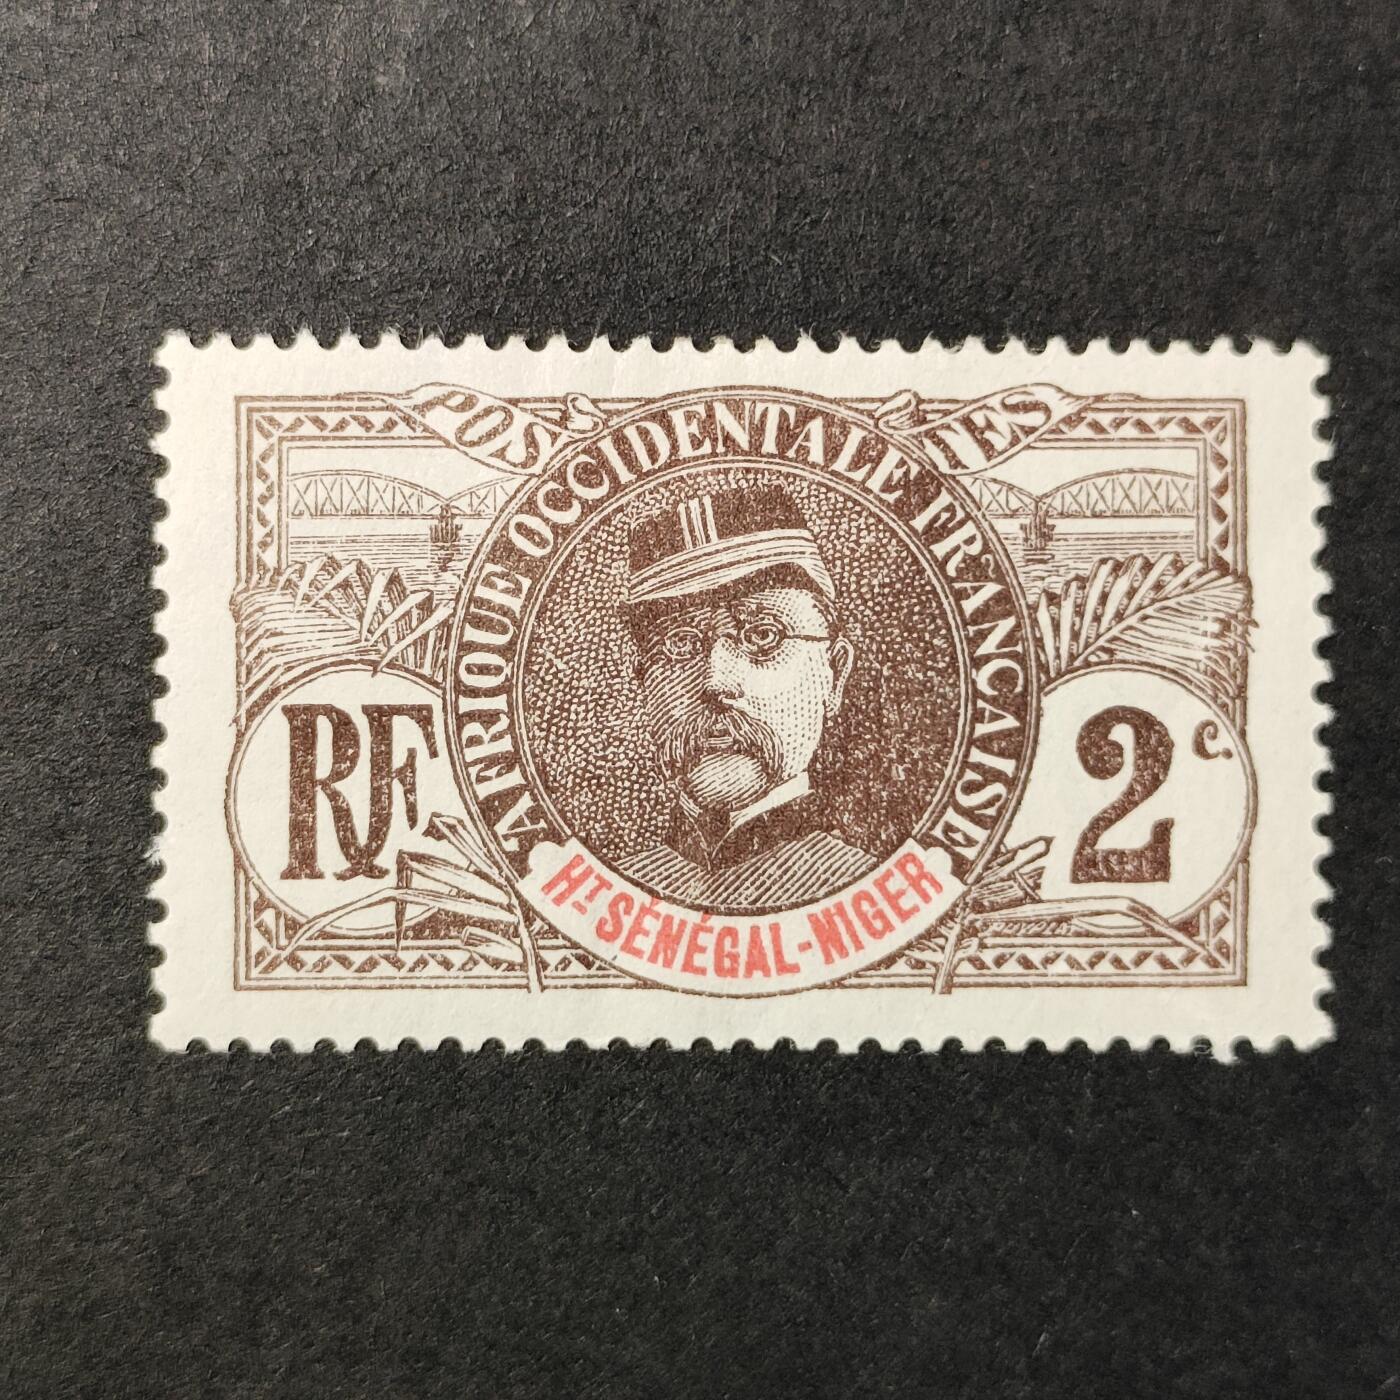 POSTES
AFRIQUE OCCIDENTALE FRANÇAISE
RF
2 c.
HT SÉNÉGAL-NIGER